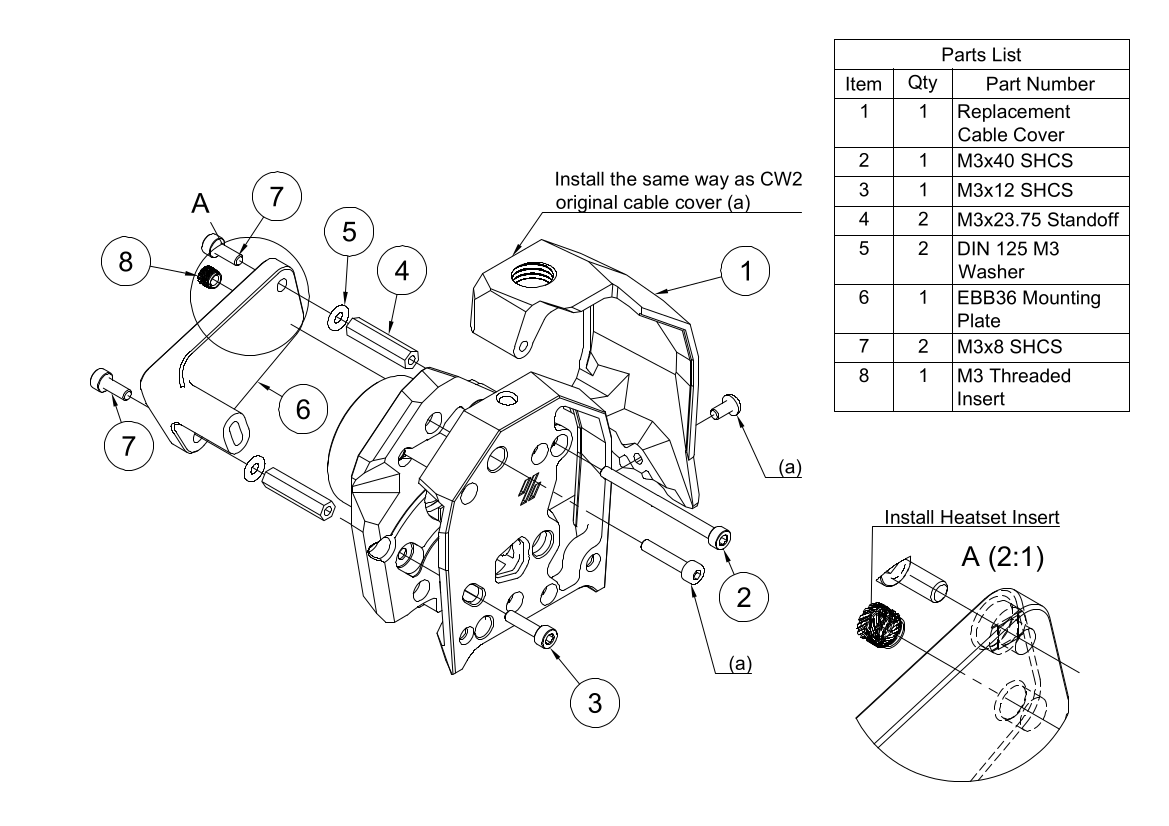 Parts List
Item Qty Part Number
1 1 Replacement
Cable Cover
2 1 M3x40 SHCS
3 1 M3x12 SHCS
4 2 M3x23.75 Standoff
5 2 DIN 125 M3
Washer
6 1 EBB36 Mounting
Plate
7 2 M3x8 SHCS
8 1 M3 Threaded
Insert
Install the same way as CW2
original cable cover (a)
A
7
5
8
4
1
6
7
(a)
2
(a)
3
Install Heatset Insert
A (2:1)